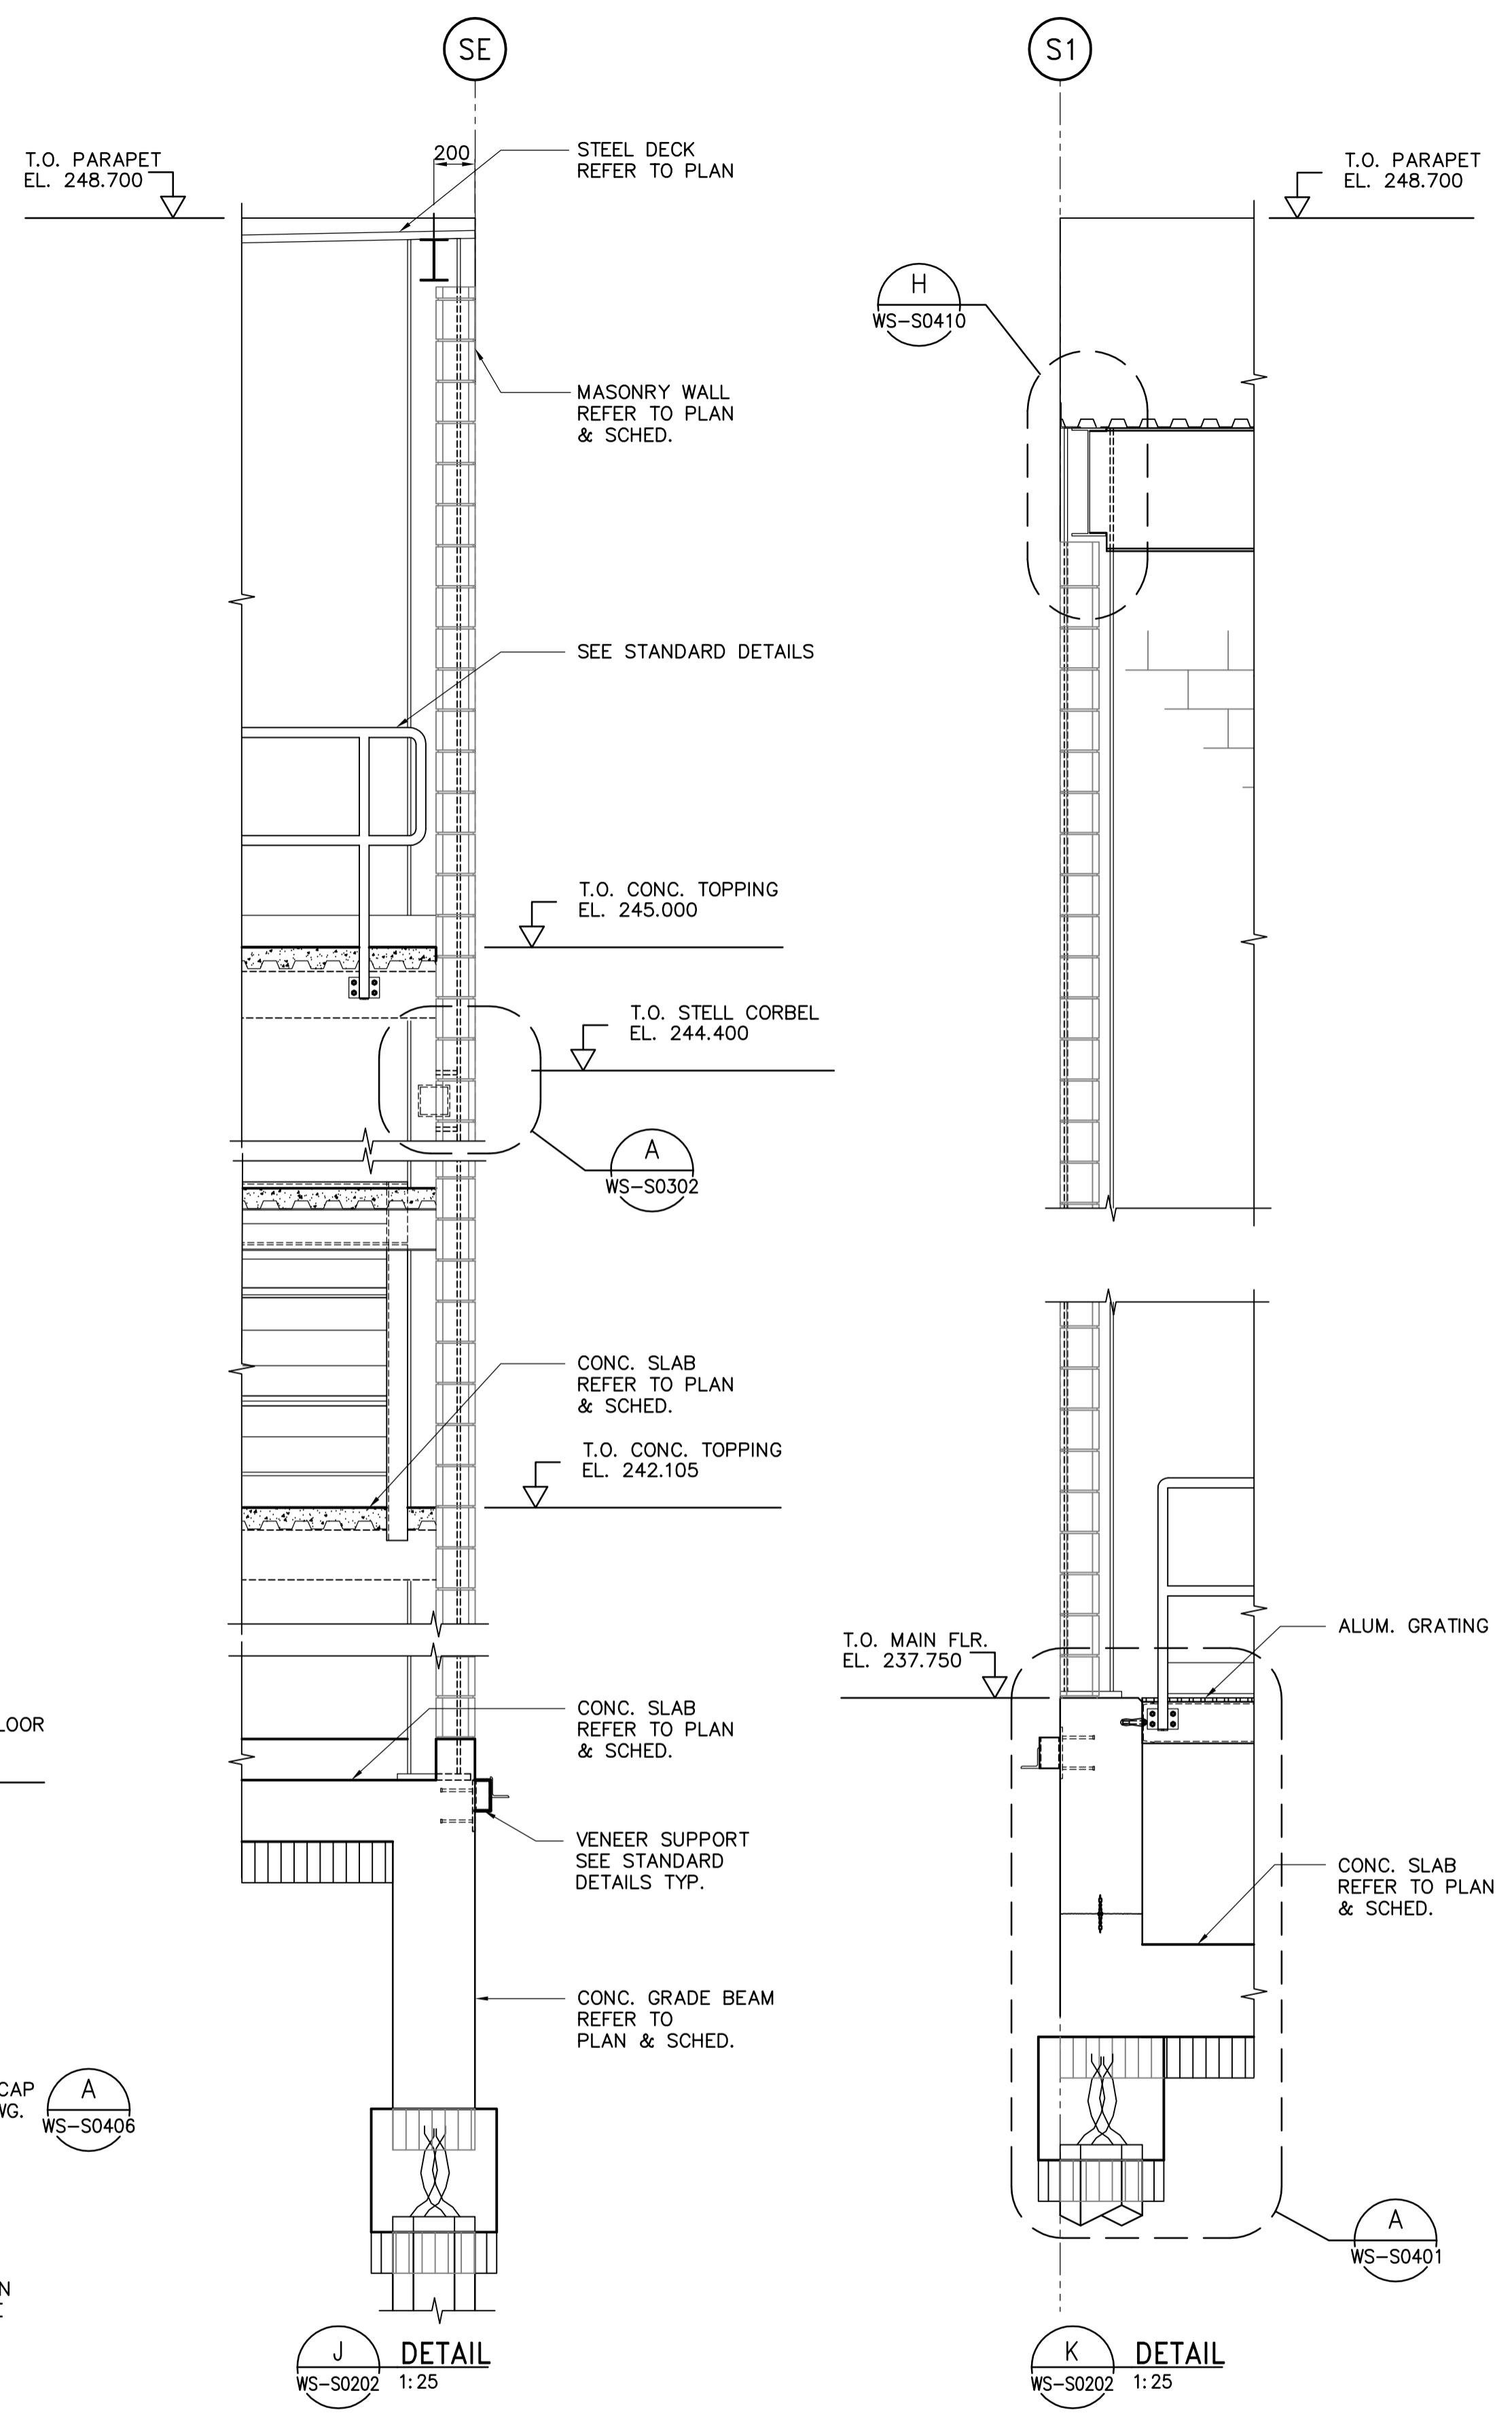 SE
S1
T.O. PARAPET
EL. 248.700
200
STEEL DECK
REFER TO PLAN
T.O. PARAPET
EL. 248.700
H
WS-S0410
MASONRY WALL
REFER TO PLAN
& SCHED.
SEE STANDARD DETAILS
T.O. CONC. TOPPING
EL. 245.000
T.O. STELL CORBEL
EL. 244.400
A
WS-S0302
CONC. SLAB
REFER TO PLAN
& SCHED.
T.O. CONC. TOPPING
EL. 242.105
T.O. MAIN FLR.
EL. 237.750
ALUM. GRATING
LOOR
CONC. SLAB
REFER TO PLAN
& SCHED.
VENEER SUPPORT
SEE STANDARD
DETAILS TYP.
CONC. SLAB
REFER TO PLAN
& SCHED.
CONC. GRADE BEAM
REFER TO
PLAN & SCHED.
CAP
WG.
A
WS-S0406
A
WS-S0401
J
WS-S0202
DETAIL
1:25
K
WS-S0202
DETAIL
1:25